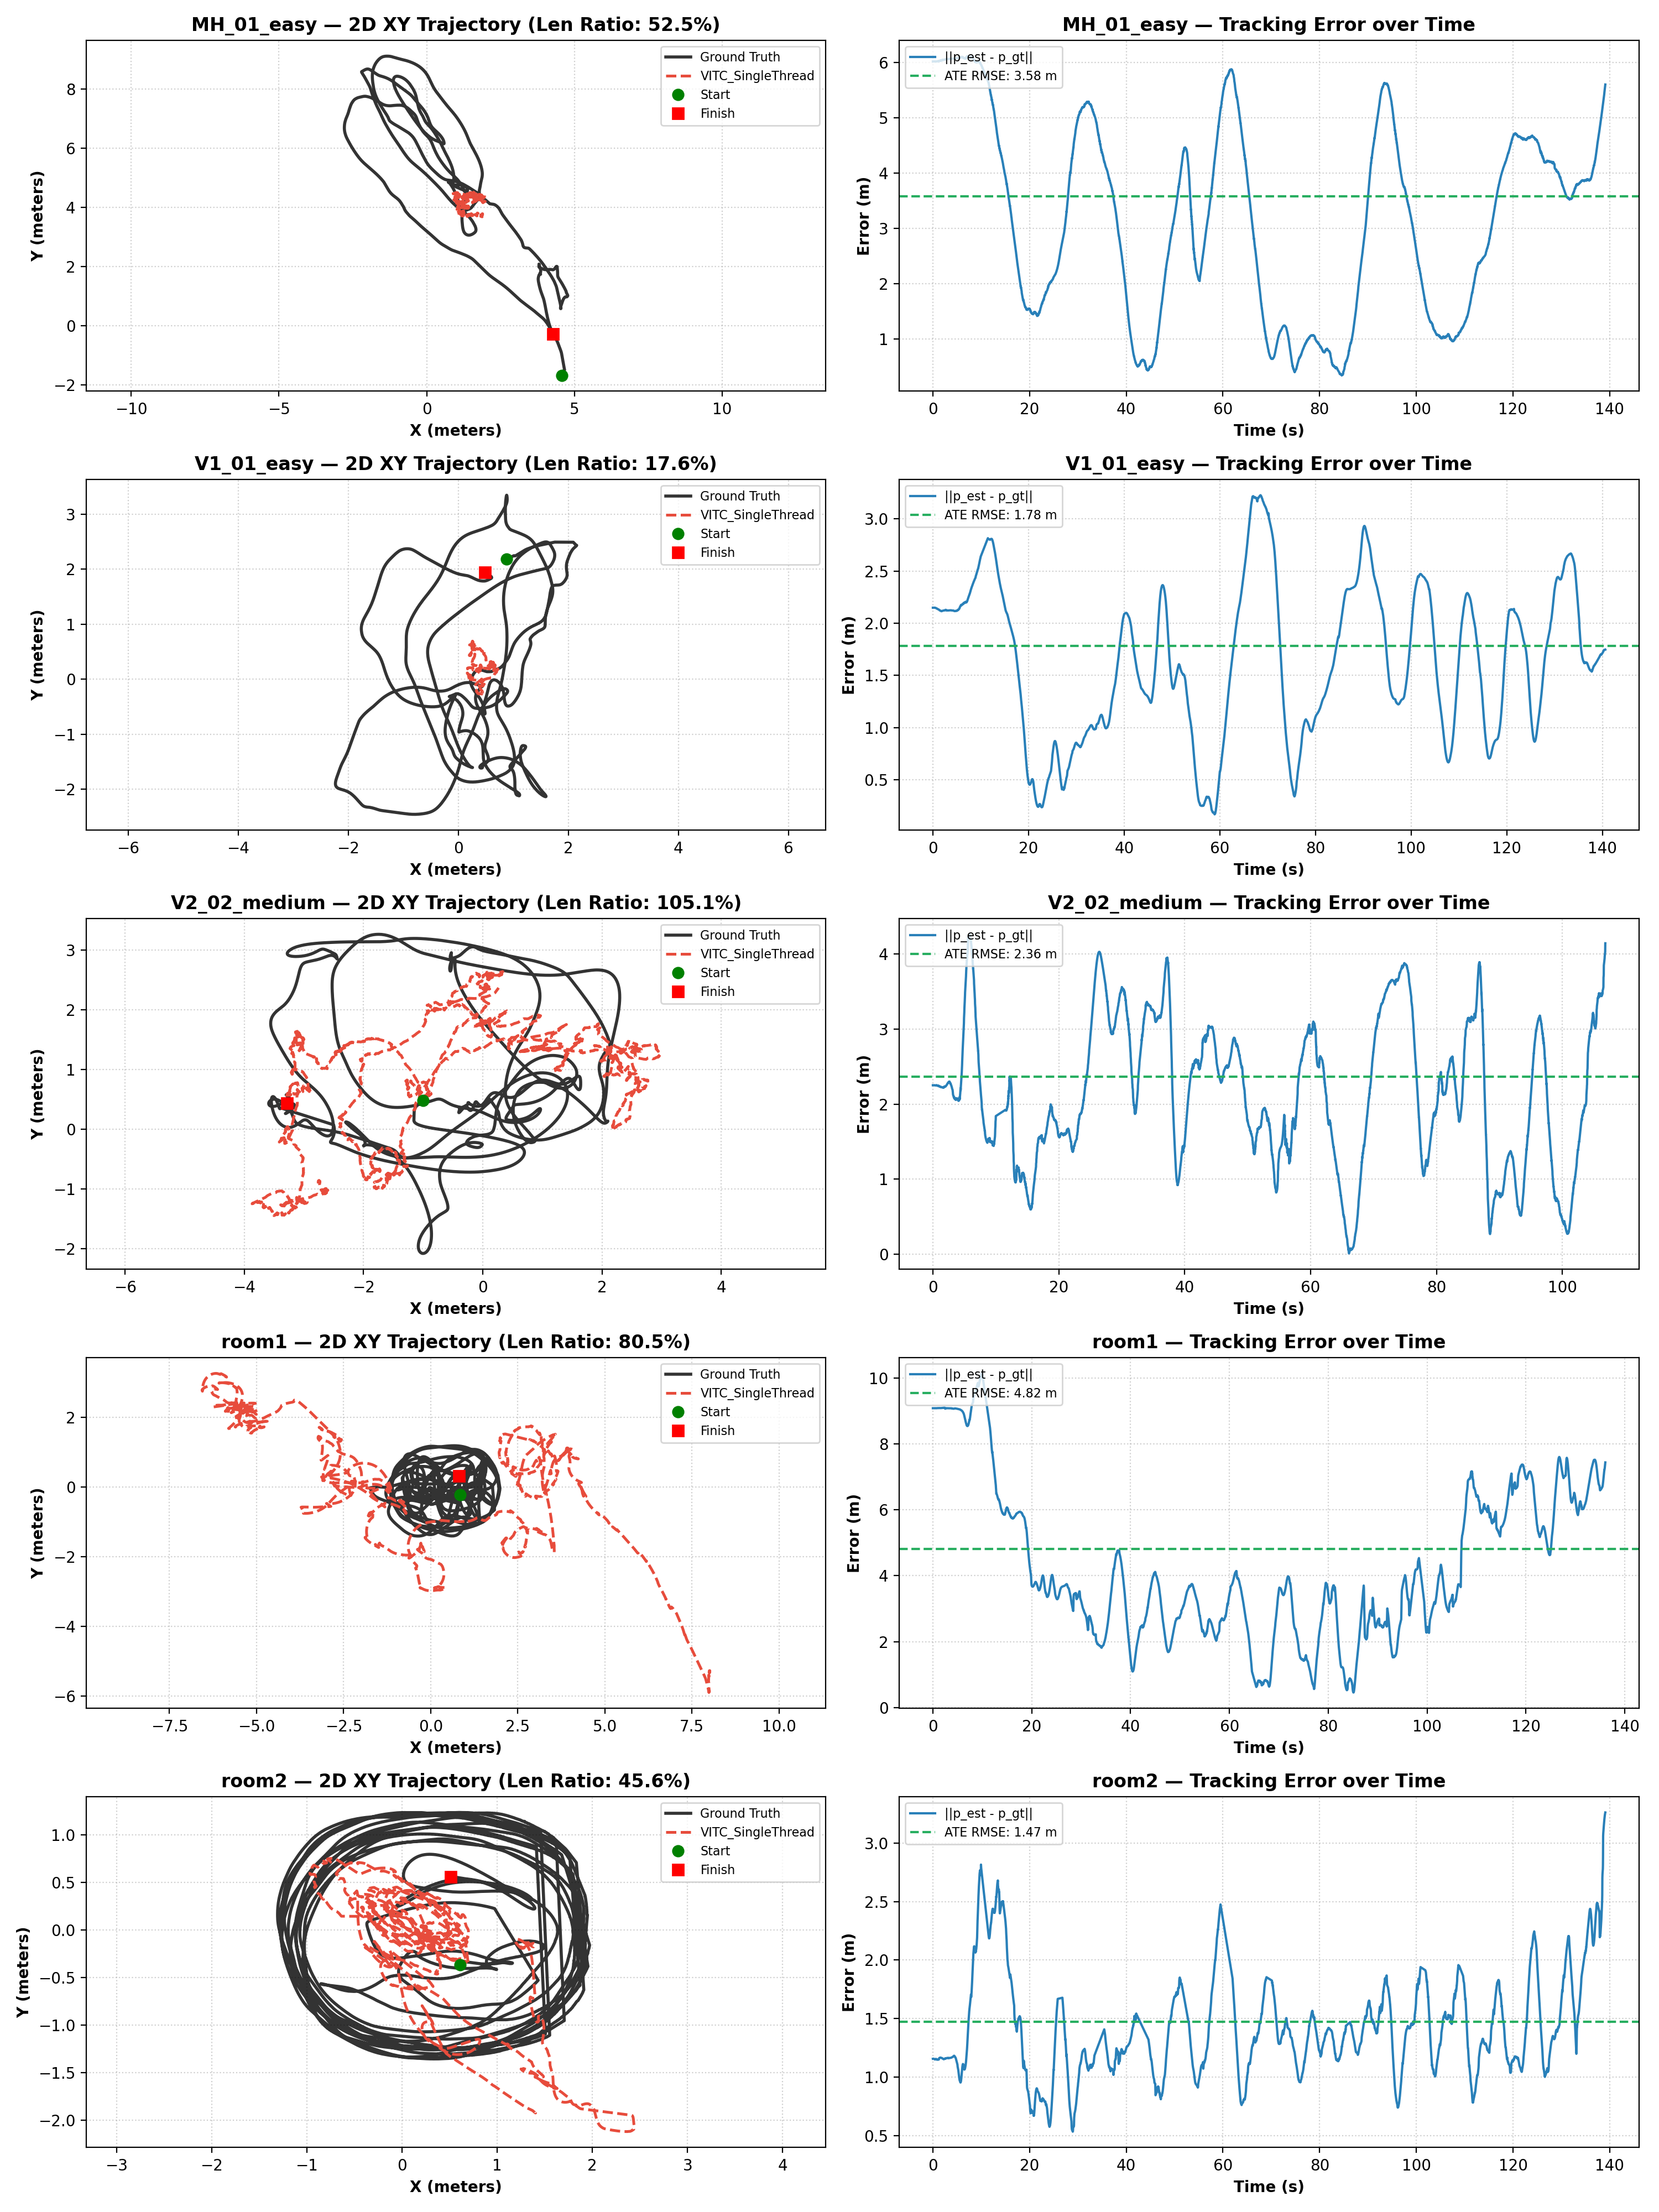 MH_01_easy — 2D XY Trajectory (Len Ratio: 52.5%)
Ground Truth
VITC_SingleThread
Start
Finish
Y (meters)
8
6
4
2
0
−2
−10
−5
0
5
10
X (meters)
MH_01_easy — Tracking Error over Time
||p_est - p_gt||
ATE RMSE: 3.58 m
Error (m)
6
5
4
3
2
1
0
20
40
60
80
100
120
140
Time (s)
V1_01_easy — 2D XY Trajectory (Len Ratio: 17.6%)
Ground Truth
VITC_SingleThread
Start
Finish
Y (meters)
3
2
1
0
−1
−2
−6
−4
−2
0
2
4
6
X (meters)
V1_01_easy — Tracking Error over Time
||p_est - p_gt||
ATE RMSE: 1.78 m
Error (m)
3.0
2.5
2.0
1.5
1.0
0.5
0
20
40
60
80
100
120
140
Time (s)
V2_02_medium — 2D XY Trajectory (Len Ratio: 105.1%)
Ground Truth
VITC_SingleThread
Start
Finish
Y (meters)
3
2
1
0
−1
−2
−6
−4
−2
0
2
4
X (meters)
V2_02_medium — Tracking Error over Time
||p_est - p_gt||
ATE RMSE: 2.36 m
Error (m)
4
3
2
1
0
0
20
40
60
80
100
Time (s)
room1 — 2D XY Trajectory (Len Ratio: 80.5%)
Ground Truth
VITC_SingleThread
Start
Finish
Y (meters)
2
0
−2
−4
−6
−7.5
−5.0
−2.5
0.0
2.5
5.0
7.5
10.0
X (meters)
room1 — Tracking Error over Time
||p_est - p_gt||
ATE RMSE: 4.82 m
Error (m)
10
8
6
4
2
0
0
20
40
60
80
100
120
140
Time (s)
room2 — 2D XY Trajectory (Len Ratio: 45.6%)
Ground Truth
VITC_SingleThread
Start
Finish
Y (meters)
1.0
0.5
0.0
−0.5
−1.0
−1.5
−2.0
−3
−2
−1
0
1
2
3
4
X (meters)
room2 — Tracking Error over Time
||p_est - p_gt||
ATE RMSE: 1.47 m
Error (m)
3.0
2.5
2.0
1.5
1.0
0.5
0
20
40
60
80
100
120
140
Time (s)